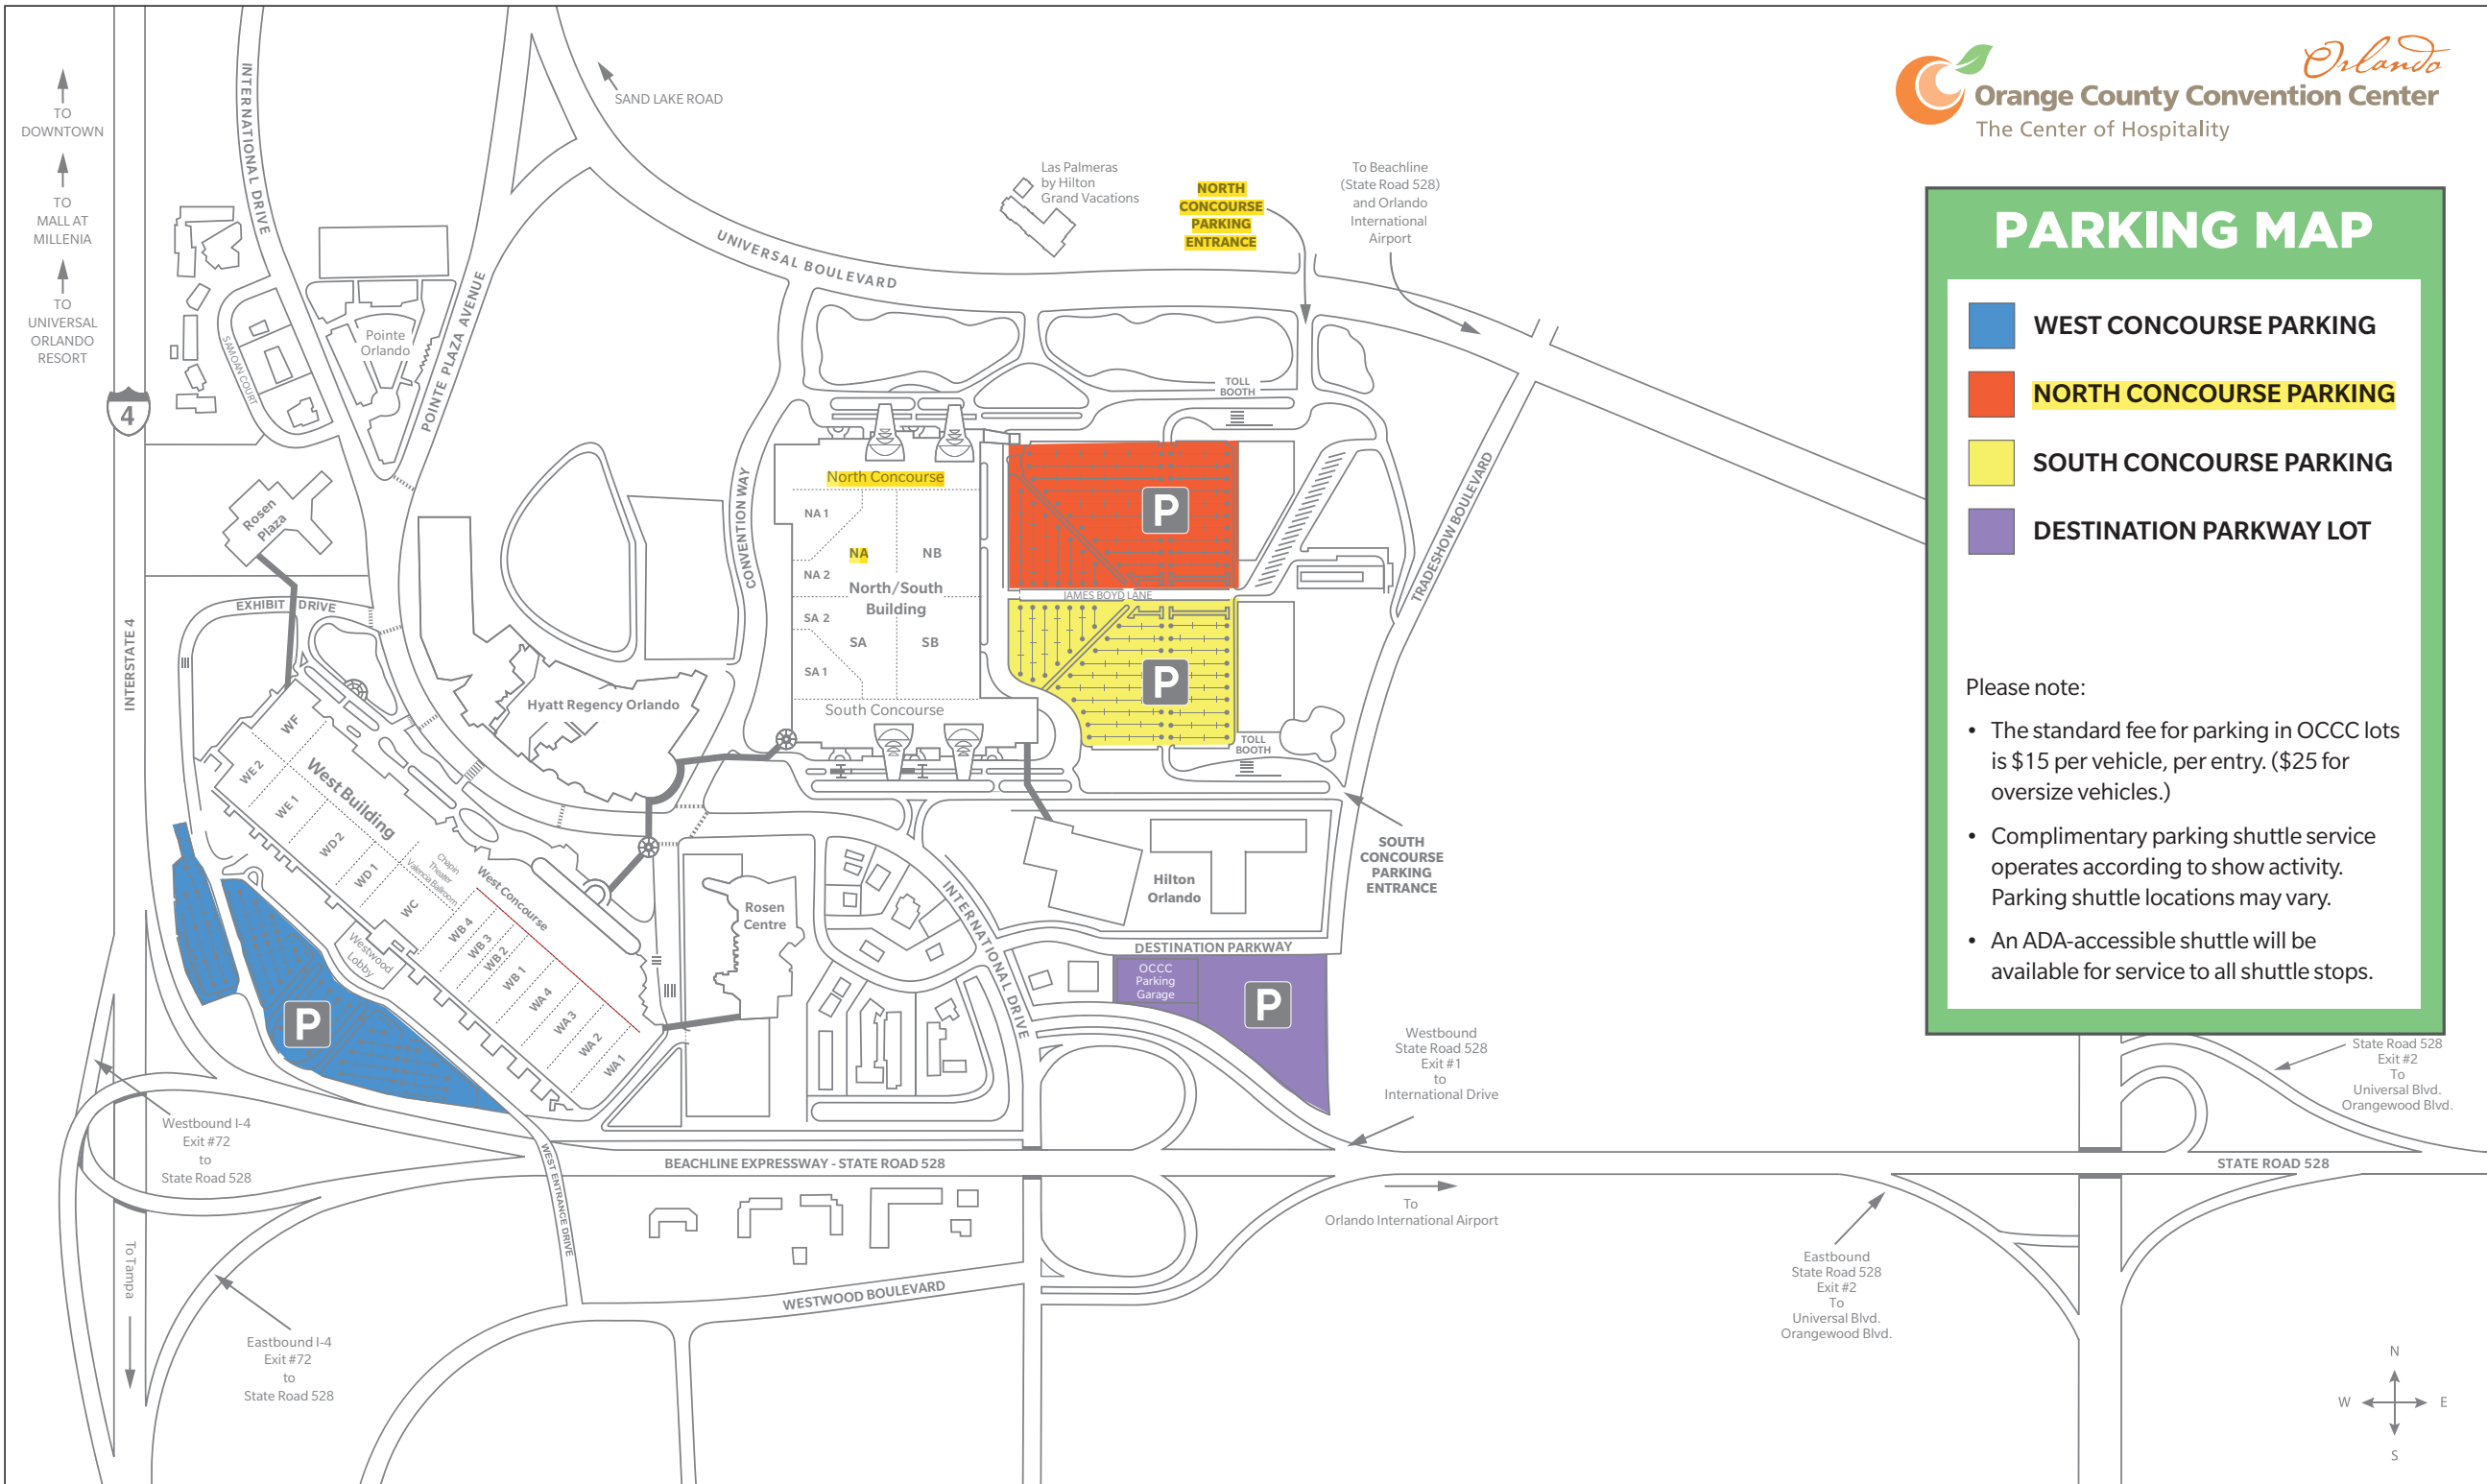 Orlando
Orange County Convention Center
The Center of Hospitality
PARKING MAP
WEST CONCOURSE PARKING
NORTH CONCOURSE PARKING
SOUTH CONCOURSE PARKING
DESTINATION PARKWAY LOT
Please note:
• The standard fee for parking in OCCC lots
is $15 per vehicle, per entry. ($25 for
oversize vehicles.)
• Complimentary parking shuttle service
operates according to show activity.
Parking shuttle locations may vary.
• An ADA-accessible shuttle will be
available for service to all shuttle stops.
TO
DOWNTOWN
TO
MALL AT
MILLENIA
TO
UNIVERSAL
ORLANDO
RESORT
4
INTERSTATE 4
INTERNATIONAL DRIVE
SAND LAKE ROAD
UNIVERSAL BOULEVARD
Las Palmeras
by Hilton
Grand Vacations
NORTH
CONCOURSE
PARKING
ENTRANCE
To Beachline
(State Road 528)
and Orlando
International
Airport
SAMOAN COURT
Pointe
Orlando
POINTE PLAZA AVENUE
Rosen
Plaza
EXHIBIT DRIVE
CONVENTION WAY
TOLL
BOOTH
North Concourse
NA 1
NA
NB
NA 2
North/South
Building
SA 2
SA
SB
SA 1
South Concourse
P
JAMES BOYD LANE
P
TRADESHOW BOULEVARD
TOLL
BOOTH
Hyatt Regency Orlando
WF
WE 2
WE 1
West Building
WD 2
WD 1
Chapin
Theater
Valencia Ballroom
WC
West Concourse
WB 4
WB 3
WB 2
WB 1
WA 4
WA 3
WA 2
WA 1
Westwood
Lobby
P
Rosen
Centre
INTERNATIONAL DRIVE
Hilton
Orlando
SOUTH
CONCOURSE
PARKING
ENTRANCE
DESTINATION PARKWAY
OCCC
Parking
Garage
P
Westbound
State Road 528
Exit #1
to
International Drive
State Road 528
Exit #2
To
Universal Blvd.
Orangewood Blvd.
Westbound I-4
Exit #72
to
State Road 528
WEST ENTRANCE DRIVE
BEACHLINE EXPRESSWAY - STATE ROAD 528
STATE ROAD 528
To
Orlando International Airport
To Tampa
Eastbound I-4
Exit #72
to
State Road 528
WESTWOOD BOULEVARD
Eastbound
State Road 528
Exit #2
To
Universal Blvd.
Orangewood Blvd.
N
W
E
S